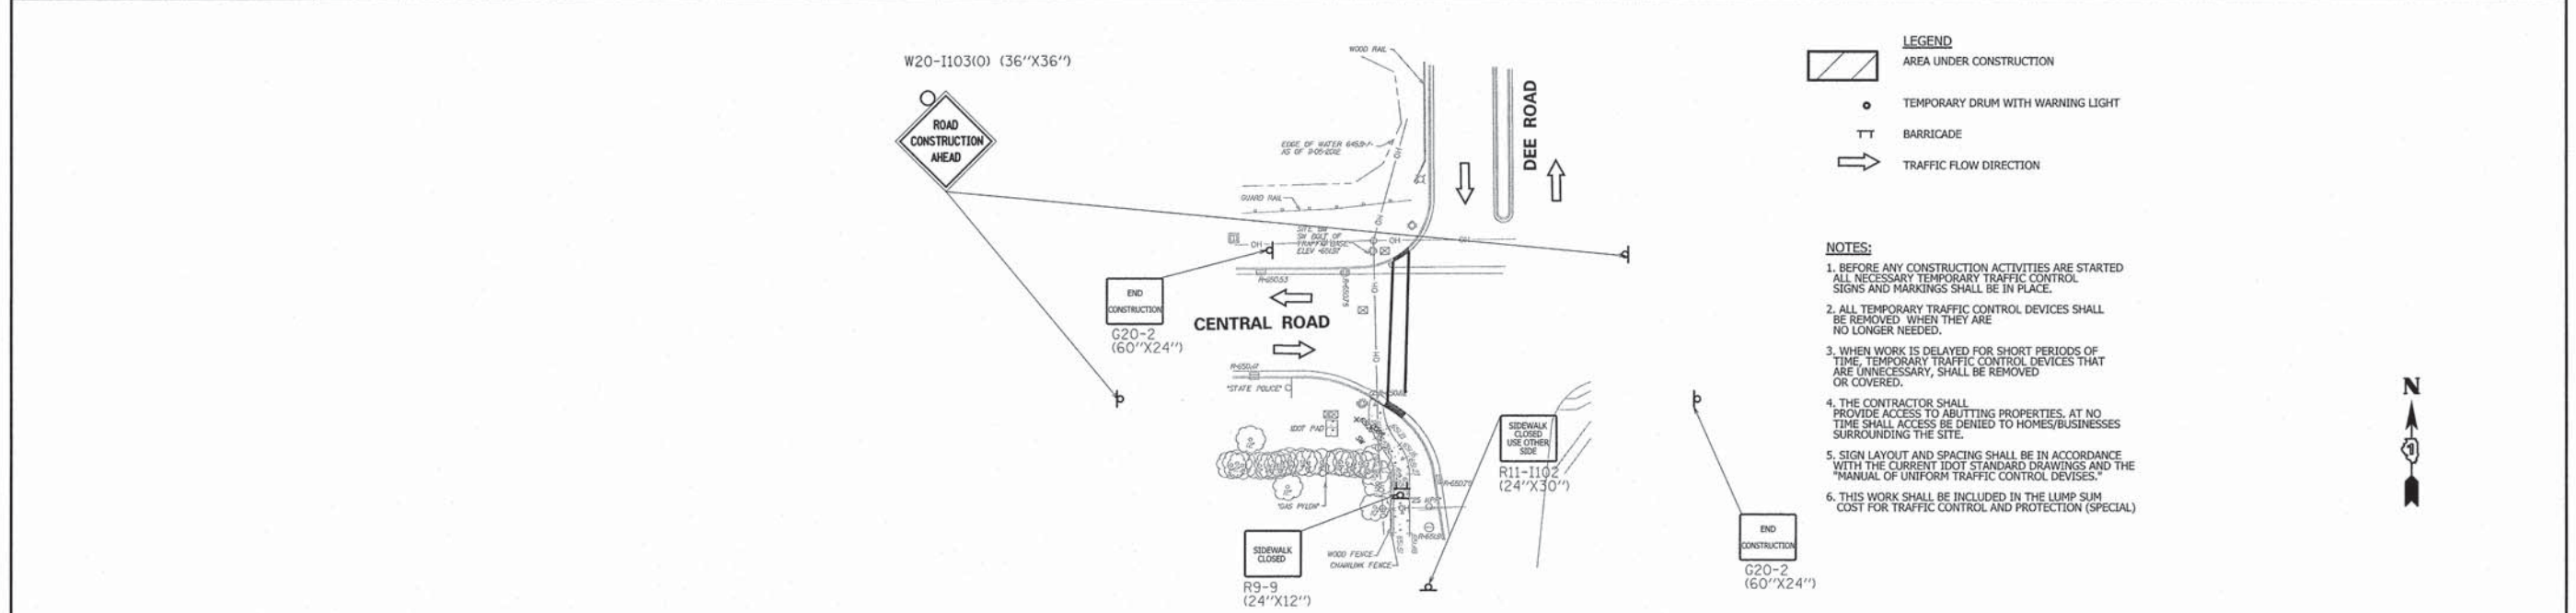 W20-I103(O) (36"X36")
ROAD
CONSTRUCTION
AHEAD
WOOD RAIL
DEE ROAD
EDGE OF WATER
GUARD RAIL
OH
OH
OH
OH
OH
OH
OH
END
CONSTRUCTION
G20-2
(60"X24")
CENTRAL ROAD
"STATE POLICE"
IDOT PAD
"GAS PYLON"
SIDEWALK
CLOSED
USE OTHER
SIDE
R11-I102
(24"X30")
SIDEWALK
CLOSED
R9-9
(24"X12")
WOOD FENCE
CHAINLINK FENCE
END
CONSTRUCTION
G20-2
(60"X24")
LEGEND
AREA UNDER CONSTRUCTION
TEMPORARY DRUM WITH WARNING LIGHT
BARRICADE
TRAFFIC FLOW DIRECTION
NOTES:
1. BEFORE ANY CONSTRUCTION ACTIVITIES ARE STARTED
ALL NECESSARY TEMPORARY TRAFFIC CONTROL
SIGNS AND MARKINGS SHALL BE IN PLACE.
2. ALL TEMPORARY TRAFFIC CONTROL DEVICES SHALL
BE REMOVED WHEN THEY ARE
NO LONGER NEEDED.
3. WHEN WORK IS DELAYED FOR SHORT PERIODS OF
TIME, TEMPORARY TRAFFIC CONTROL DEVICES THAT
ARE UNNECESSARY, SHALL BE REMOVED
OR COVERED.
4. THE CONTRACTOR SHALL
PROVIDE ACCESS TO ABUTTING PROPERTIES. AT NO
TIME SHALL ACCESS BE DENIED TO HOMES/BUSINESSES
SURROUNDING THE SITE.
5. SIGN LAYOUT AND SPACING SHALL BE IN ACCORDANCE
WITH THE CURRENT IDOT STANDARD DRAWINGS AND THE
"MANUAL OF UNIFORM TRAFFIC CONTROL DEVISES."
6. THIS WORK SHALL BE INCLUDED IN THE LUMP SUM
COST FOR TRAFFIC CONTROL AND PROTECTION (SPECIAL)
N